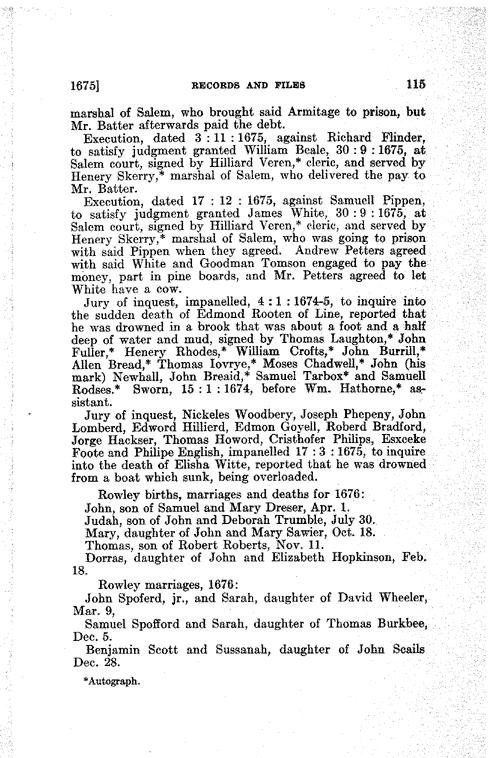 1675]
RECORDS AND FILES
115
marshal of Salem, who brought said Armitage to prison, but
Mr. Batter afterwards paid the debt.
Execution, dated 3 : 11 : 1675, against Richard Flinder,
to satisfy judgment granted William Beale, 30 : 9 : 1675, at
Salem court, signed by Hilliard Veren,* cleric, and served by
Henery Skerry,* marshal of Salem, who delivered the pay to
Mr. Batter.
Execution, dated 17 : 12 : 1675, against Samuell Pippen,
to satisfy judgment granted James White, 30 : 9 : 1675, at
Salem court, signed by Hilliard Veren,* cleric, and served by
Henery Skerry,* marshal of Salem, who was going to prison
with said Pippen when they agreed. Andrew Petters agreed
with said White and Goodman Tomson engaged to pay the
money, part in pine boards, and Mr. Petters agreed to let
White have a cow.
Jury of inquest, impanelled, 4 : 1 : 1674-5, to inquire into
the sudden death of Edmond Rooten of Line, reported that
he was drowned in a brook that was about a foot and a half
deep of water and mud, signed by Thomas Laughton,* John
Fuller,* Henery Rhodes,* William Crofts,* John Burrill,*
Allen Bread,* Thomas Iovrye,* Moses Chadwell,* John (his
mark) Newhall, John Breaid,* Samuel Tarbox* and Samuell
Rodses.* Sworn, 15 : 1 : 1674, before Wm. Hathorne,* as-
sistant.
Jury of inquest, Nickeles Woodbery, Joseph Phepeny, John
Lomberd, Edword Hillierd, Edmon Goyell, Roberd Bradford,
Jorge Hackser, Thomas Howord, Cristhofer Philips, Esxceke
Foote and Philipe English, impanelled 17 : 3 : 1675, to inquire
into the death of Elisha Witte, reported that he was drowned
from a boat which sunk, being overloaded.
Rowley births, marriages and deaths for 1676:
John, son of Samuel and Mary Dreser, Apr. 1.
Judah, son of John and Deborah Trumble, July 30.
Mary, daughter of John and Mary Sawier, Oct. 18.
Thomas, son of Robert Roberts, Nov. 11.
Dorras, daughter of John and Elizabeth Hopkinson, Feb.
18.
Rowley marriages, 1676:
John Spoferd, jr., and Sarah, daughter of David Wheeler,
Mar. 9,
Samuel Spofford and Sarah, daughter of Thomas Burkbee,
Dec. 5.
Benjamin Scott and Sussanah, daughter of John Scails
Dec. 28.
*Autograph.